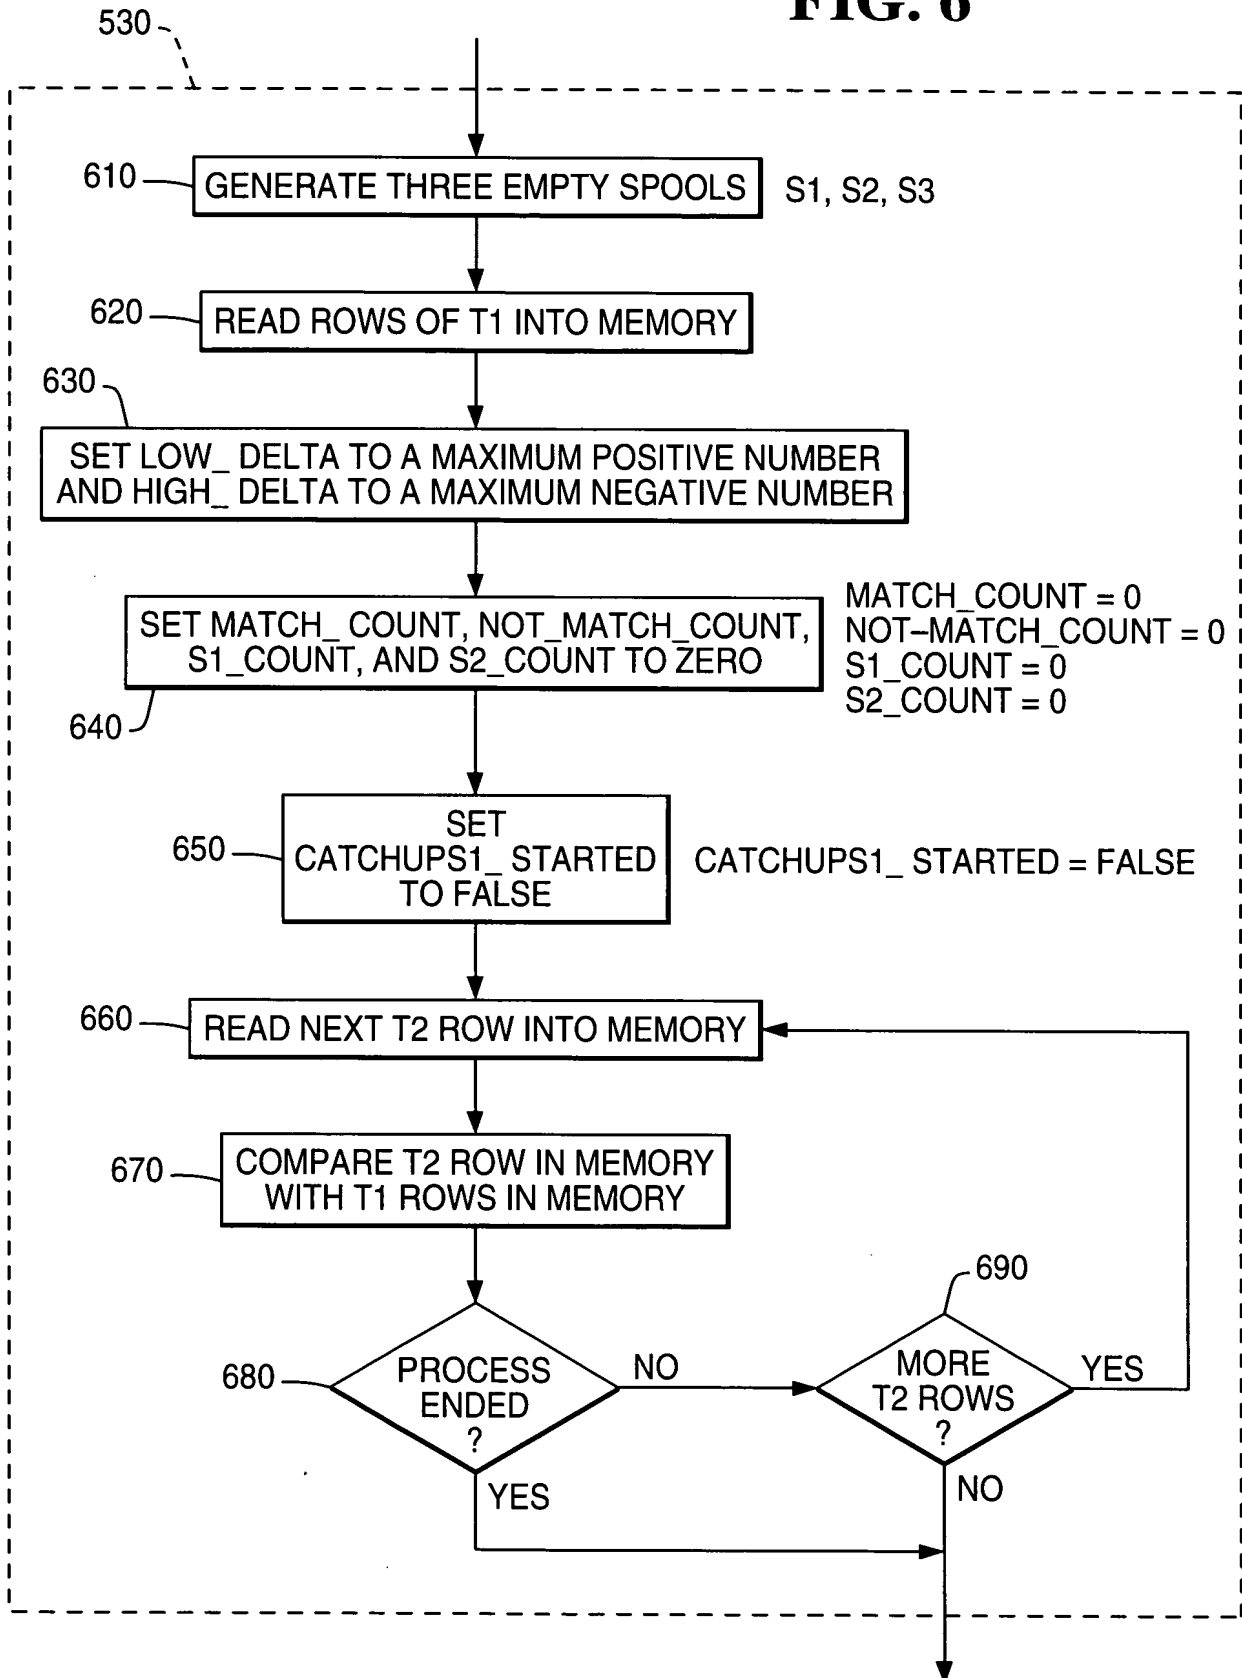 FIG. 6
530
610
GENERATE THREE EMPTY SPOOLS
S1, S2, S3
620
READ ROWS OF T1 INTO MEMORY
630
SET LOW_ DELTA TO A MAXIMUM POSITIVE NUMBER
AND HIGH_ DELTA TO A MAXIMUM NEGATIVE NUMBER
SET MATCH_ COUNT, NOT_MATCH_COUNT,
S1_COUNT, AND S2_COUNT TO ZERO
640
MATCH_COUNT = 0
NOT–MATCH_COUNT = 0
S1_COUNT = 0
S2_COUNT = 0
650
SET
CATCHUPS1_ STARTED
TO FALSE
CATCHUPS1_ STARTED = FALSE
660
READ NEXT T2 ROW INTO MEMORY
670
COMPARE T2 ROW IN MEMORY
WITH T1 ROWS IN MEMORY
680
PROCESS
ENDED
?
NO
YES
690
MORE
T2 ROWS
?
YES
NO